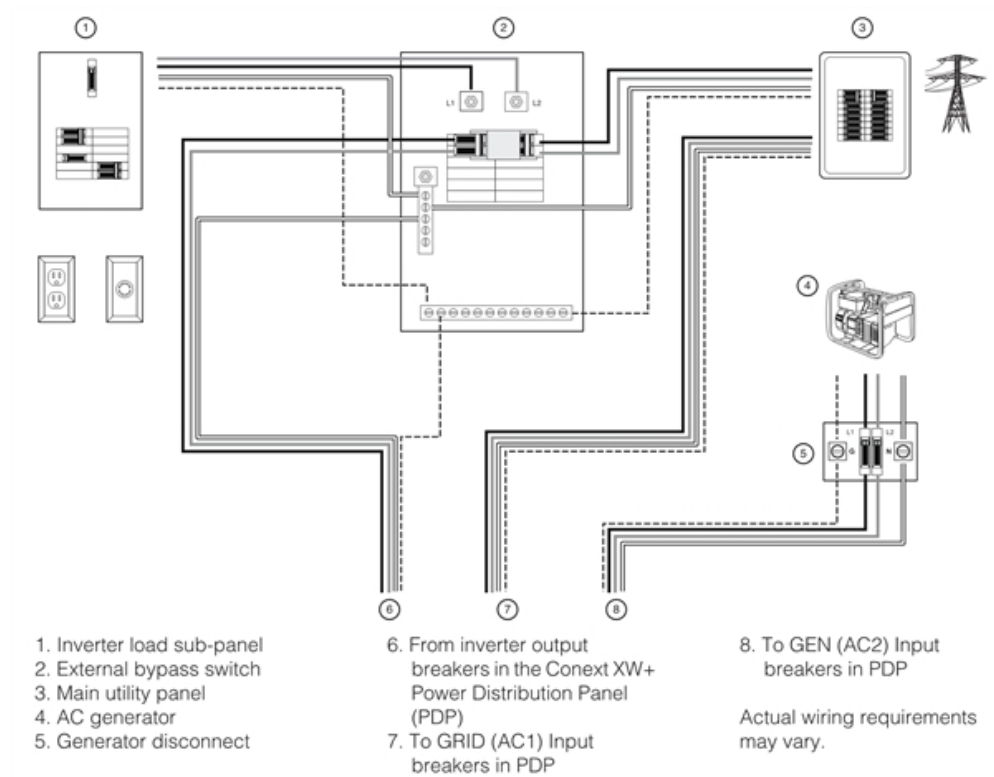 1
2
3
L1
L2
4
L1
L2
G
N
5
6
7
8
1. Inverter load sub-panel
2. External bypass switch
3. Main utility panel
4. AC generator
5. Generator disconnect
6. From inverter output
breakers in the Conext XW+
Power Distribution Panel
(PDP)
7. To GRID (AC1) Input
breakers in PDP
8. To GEN (AC2) Input
breakers in PDP
Actual wiring requirements
may vary.